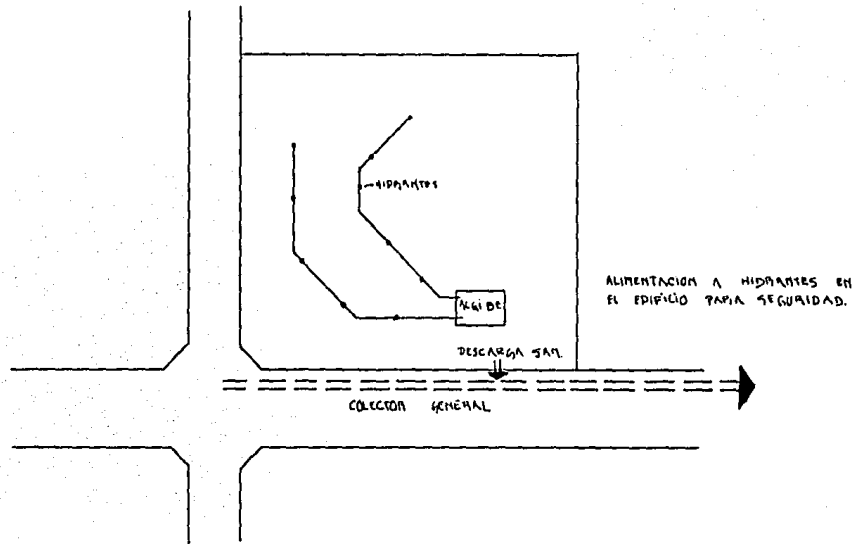 HIDRANTES
ALGIBE
ALIMENTACION A HIDRANTES EN
EL EDIFICIO PARA SEGURIDAD.
DESCARGA SAN.
COLECTOR GENERAL